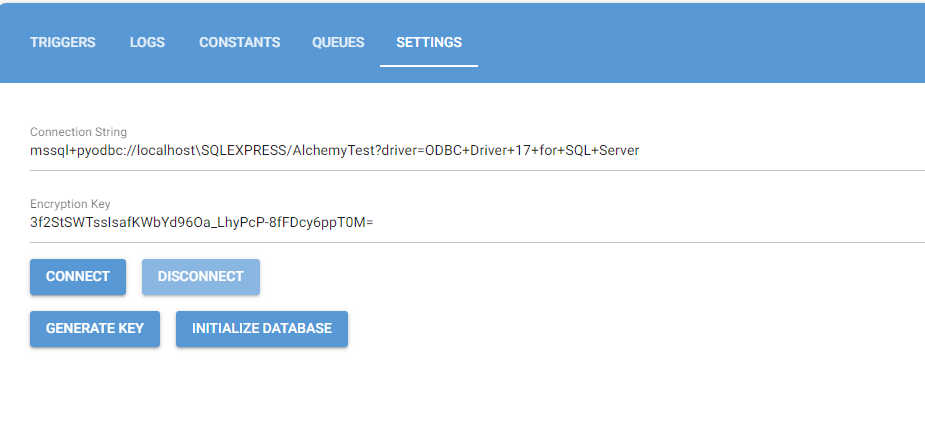 TRIGGERS LOGS CONSTANTS QUEUES SETTINGS
Connection String
mssql+pyodbc://localhost\SQLEXPRESS/AlchemyTest?driver=ODBC+Driver+17+for+SQL+Server
Encryption Key
3f2StSWTssIsafKWbYd96Oa_LhyPcP-8fFDcy6ppT0M=
CONNECT DISCONNECT
GENERATE KEY INITIALIZE DATABASE